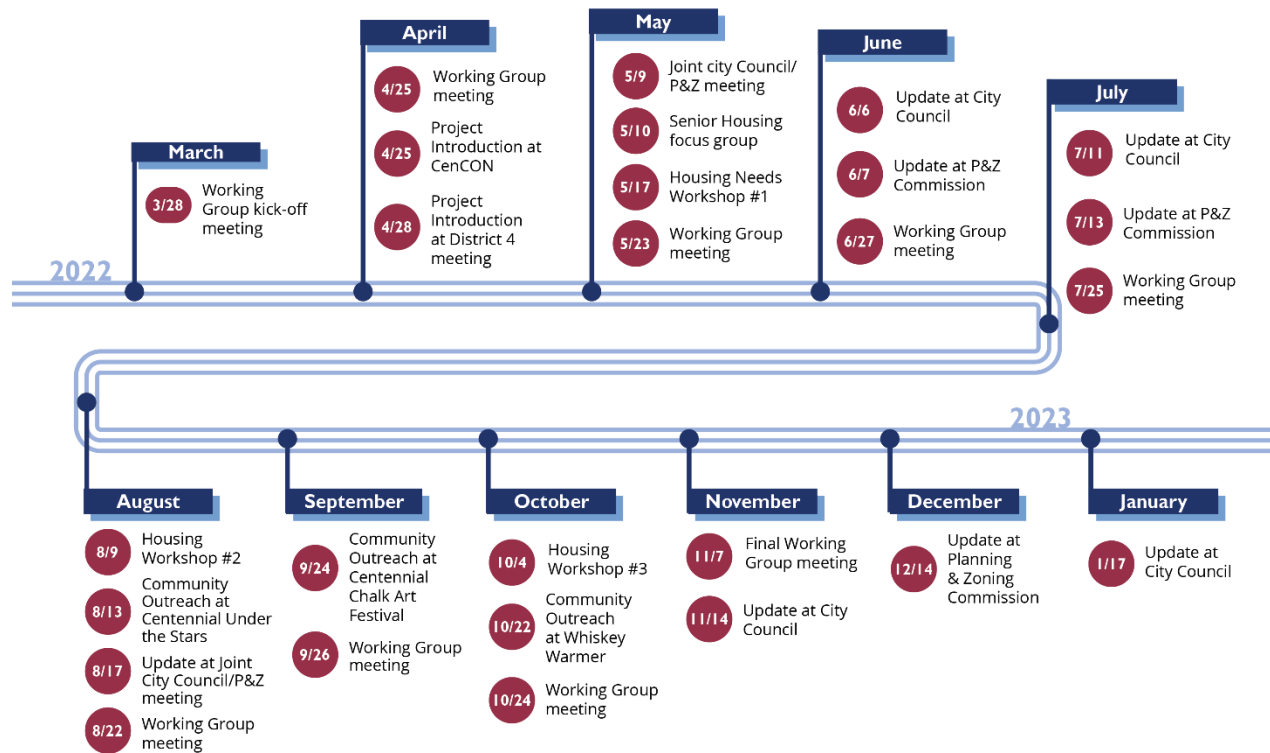 2022
March
3/28
Working
Group kick-off
meeting
April
4/25
Working Group
meeting
4/25
Project
Introduction at
CenCON
4/28
Project
Introduction
at District 4
meeting
May
5/9
Joint city Council/
P&Z meeting
5/10
Senior Housing
focus group
5/17
Housing Needs
Workshop #1
5/23
Working Group
meeting
June
6/6
Update at City
Council
6/7
Update at P&Z
Commission
6/27
Working Group
meeting
July
7/11
Update at City
Council
7/13
Update at P&Z
Commission
7/25
Working Group
meeting
2023
August
8/9
Housing
Workshop #2
8/13
Community
Outreach at
Centennial Under
the Stars
8/17
Update at Joint
City Council/P&Z
meeting
8/22
Working Group
meeting
September
9/24
Community
Outreach at
Centennial
Chalk Art
Festival
9/26
Working Group
meeting
October
10/4
Housing
Workshop #3
10/22
Community
Outreach
at Whiskey
Warmer
10/24
Working Group
meeting
November
11/7
Final Working
Group meeting
11/14
Update at City
Council
December
12/14
Update at
Planning
& Zoning
Commission
January
1/17
Update at
City Council